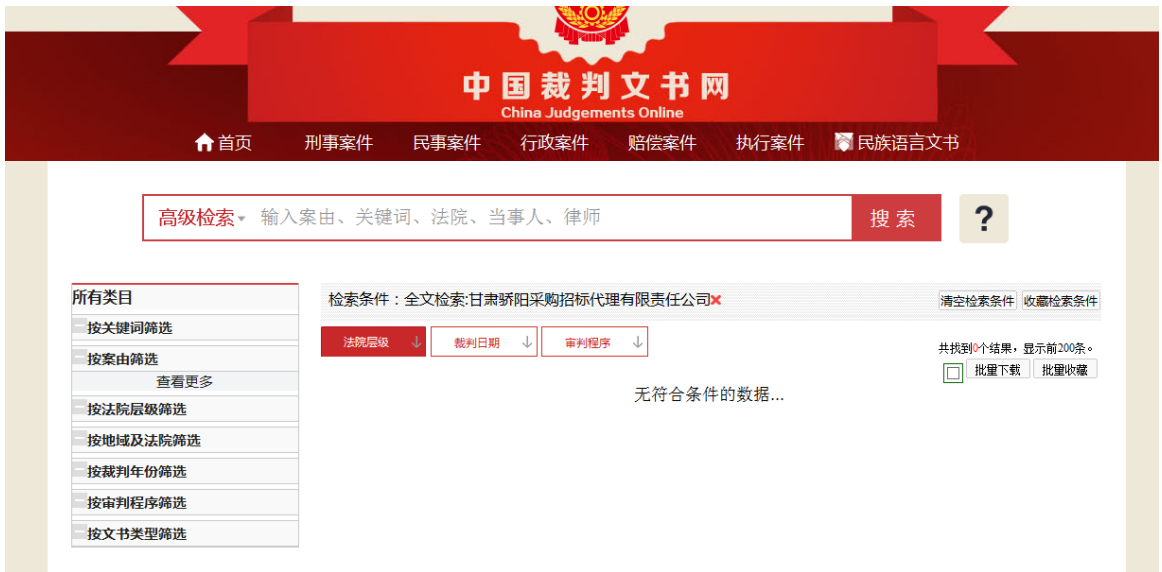 中国裁判文书网
China Judgements Online
首页 刑事案件 民事案件 行政案件 赔偿案件 执行案件 民族语言文书
高级检索 输入案由、关键词、法院、当事人、律师 搜索 ?
所有类目
按关键词筛选
按案由筛选
查看更多
按法院层级筛选
按地域及法院筛选
按裁判年份筛选
按审判程序筛选
按文书类型筛选
检索条件：全文检索:甘肃骄阳采购招标代理有限责任公司
清空检索条件 收藏检索条件
法院层级 ↓ 裁判日期 ↓ 审判程序 ↓
共找到0个结果，显示前200条。
批量下载 批量收藏
无符合条件的数据...